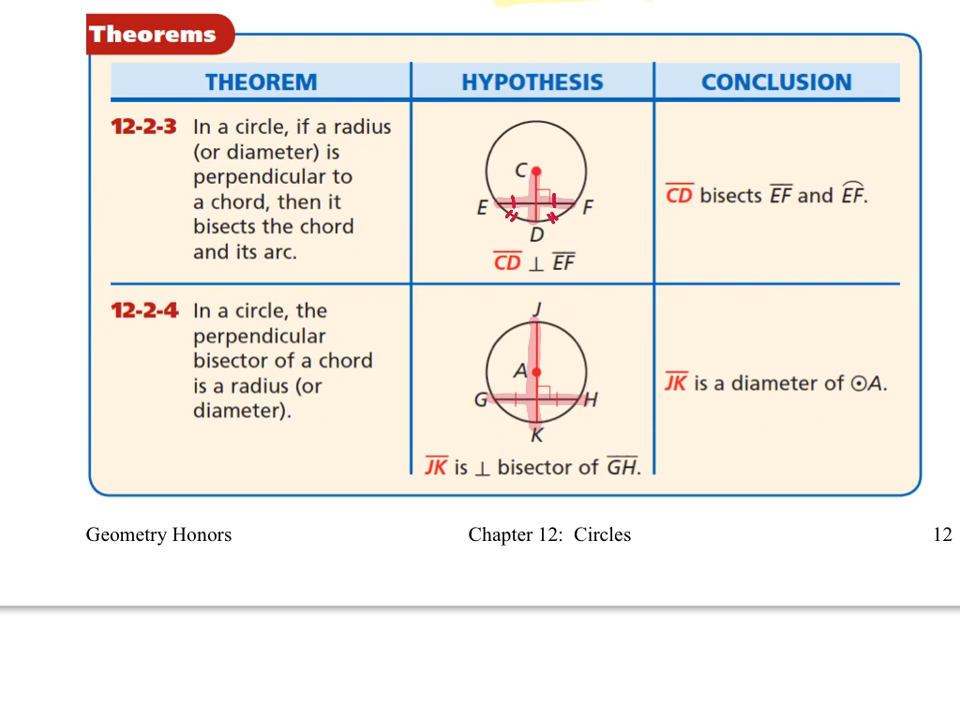 Theorems
THEOREM HYPOTHESIS CONCLUSION
12-2-3 In a circle, if a radius
(or diameter) is
perpendicular to
a chord, then it
bisects the chord
and its arc.
C
E F
D
CD ⊥ EF
CD bisects EF and EF.
12-2-4 In a circle, the
perpendicular
bisector of a chord
is a radius (or
diameter).
J
A
G H
K
JK is ⊥ bisector of GH.
JK is a diameter of ⊙A.
Geometry Honors Chapter 12: Circles 12